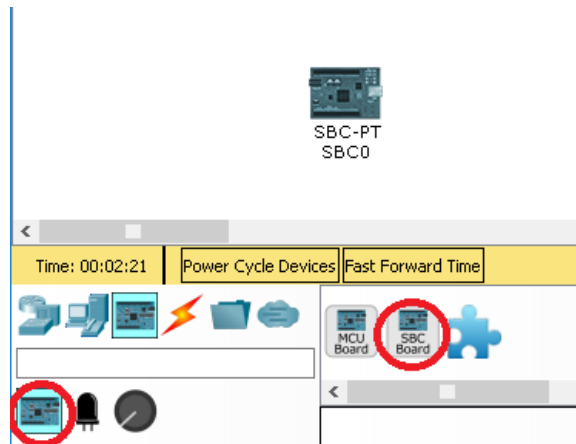 SBC-PT
SBC0
Time: 00:02:21
Power Cycle Devices
Fast Forward Time
MCU
Board
SBC
Board